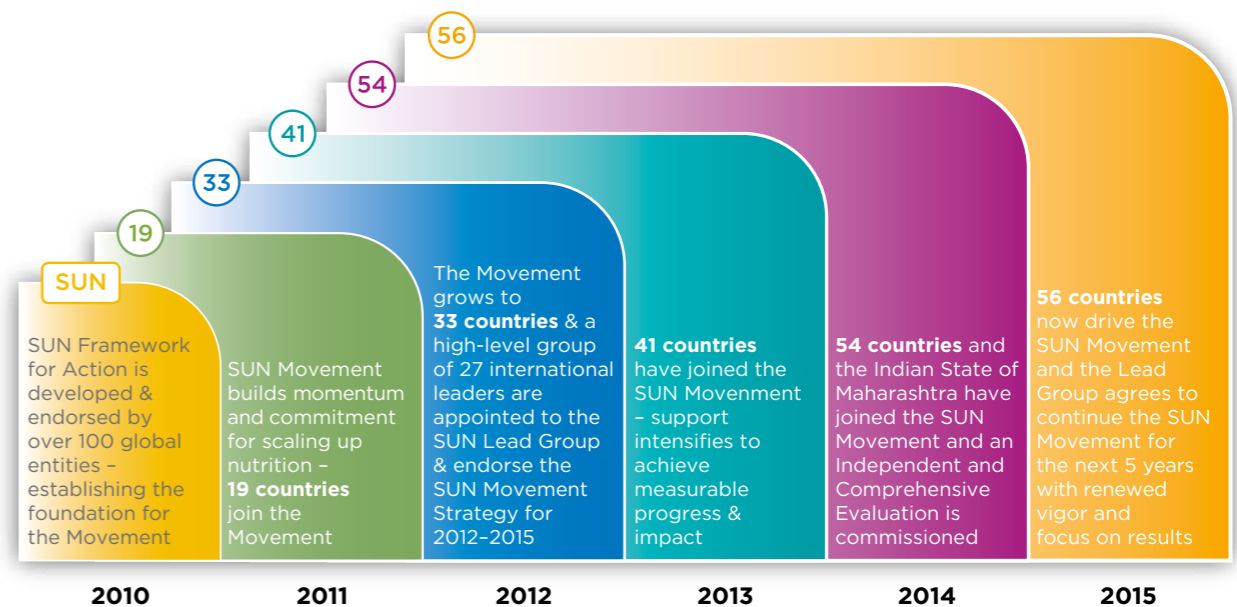 56
54
41
33
19
SUN
SUN Framework
for Action is
developed &
endorsed by
over 100 global
entities –
establishing the
foundation for
the Movement
SUN Movement
builds momentum
and commitment
for scaling up
nutrition –
19 countries
join the
Movement
The Movement
grows to
33 countries & a
high-level group
of 27 international
leaders are
appointed to the
SUN Lead Group
& endorse the
SUN Movement
Strategy for
2012–2015
41 countries
have joined the
SUN Movenment
– support
intensifies to
achieve
measurable
progress &
impact
54 countries and
the Indian State of
Maharashtra have
joined the SUN
Movement and an
Independent and
Comprehensive
Evaluation is
commissioned
56 countries
now drive the
SUN Movement
and the Lead
Group agrees to
continue the SUN
Movement for
the next 5 years
with renewed
vigor and
focus on results
2010
2011
2012
2013
2014
2015